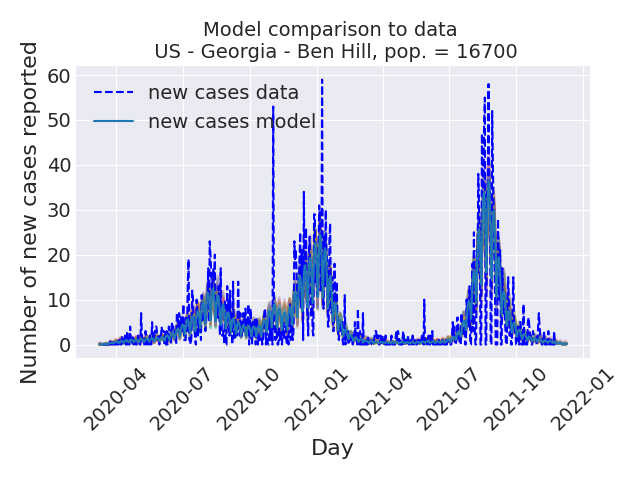 Model comparison to data
US - Georgia - Ben Hill, pop. = 16700
Number of new cases reported
60
50
40
30
20
10
0
new cases data
new cases model
2020-04
2020-07
2020-10
2021-01
2021-04
2021-07
2021-10
2022-01
Day